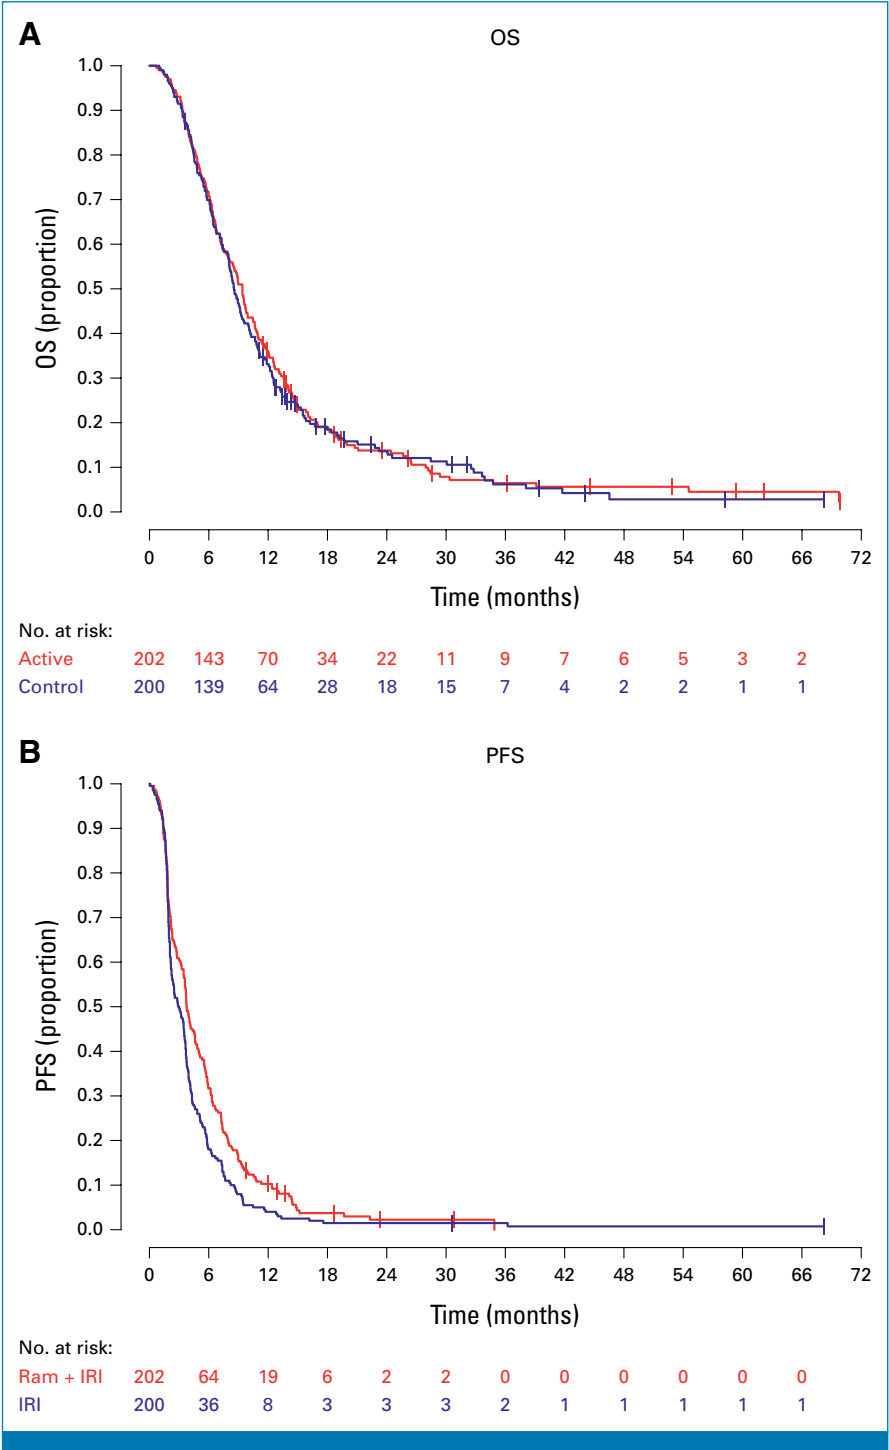 A
OS
1.0
0.9
0.8
0.7
0.6
0.5
0.4
0.3
0.2
0.1
0.0
OS (proportion)
0 6 12 18 24 30 36 42 48 54 60 66 72
Time (months)
No. at risk:
Active 202 143 70 34 22 11 9 7 6 5 3 2
Control 200 139 64 28 18 15 7 4 2 2 1 1
B
PFS
1.0
0.9
0.8
0.7
0.6
0.5
0.4
0.3
0.2
0.1
0.0
PFS (proportion)
0 6 12 18 24 30 36 42 48 54 60 66 72
Time (months)
No. at risk:
Ram + IRI 202 64 19 6 2 2 0 0 0 0 0 0
IRI 200 36 8 3 3 3 2 1 1 1 1 1